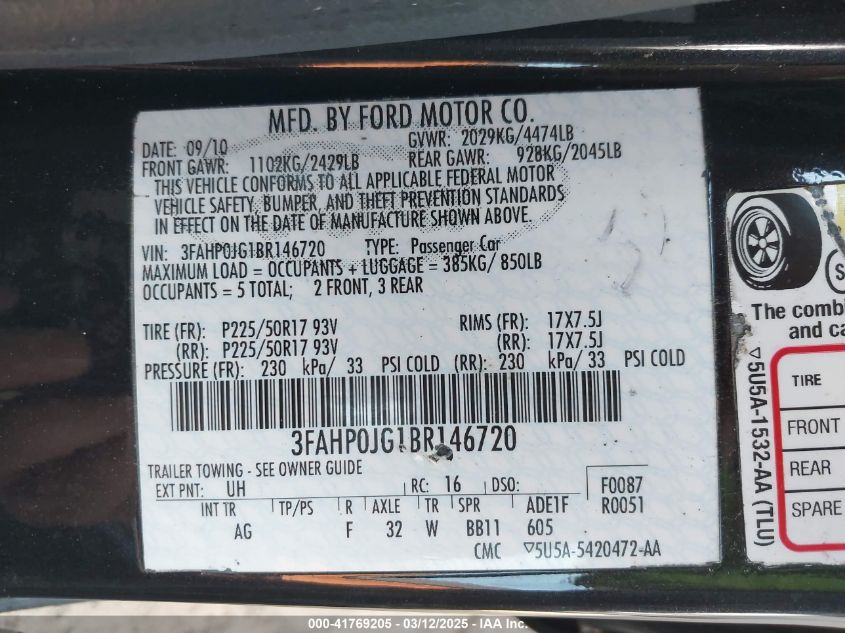 MFD. BY FORD MOTOR CO.
DATE: 09/10 GVWR: 2029KG/4474LB
FRONT GAWR: 1102KG/2429LB REAR GAWR: 928KG/2045LB
THIS VEHICLE CONFORMS TO ALL APPLICABLE FEDERAL MOTOR
VEHICLE SAFETY, BUMPER, AND THEFT PREVENTION STANDARDS
IN EFFECT ON THE DATE OF MANUFACTURE SHOWN ABOVE.
VIN: 3FAHP0JG1BR146720 TYPE: Passenger Car
MAXIMUM LOAD = OCCUPANTS + LUGGAGE = 385KG/ 850LB
OCCUPANTS = 5 TOTAL; 2 FRONT, 3 REAR
TIRE (FR): P225/50R17 93V RIMS (FR): 17X7.5J
(RR): P225/50R17 93V (RR): 17X7.5J
PRESSURE (FR): 230 kPa/ 33 PSI COLD (RR): 230 kPa/ 33 PSI COLD
3FAHP0JG1BR146720
TRAILER TOWING - SEE OWNER GUIDE
EXT PNT: UH RC: 16 DSO: F0087
INT TR TP/PS R AXLE TR SPR ADE1F R0051
AG F 32 W BB11 605
CMC ▽5U5A-5420472-AA
The combi
and ca
TIRE
FRONT
REAR
SPARE
▽5U5A-1532-AA (TLU)
000-41769205 - 03/12/2025 - IAA Inc.